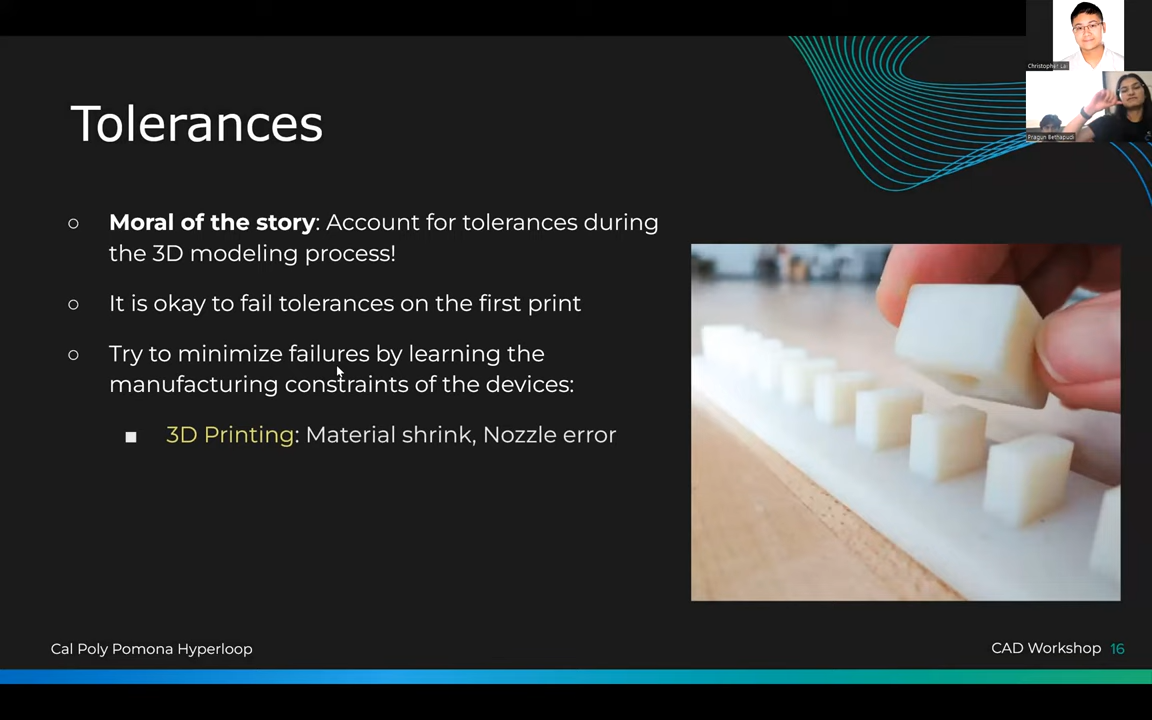 Tolerances
Moral of the story: Account for tolerances during
the 3D modeling process!
It is okay to fail tolerances on the first print
Try to minimize failures by learning the
manufacturing constraints of the devices:
3D Printing: Material shrink, Nozzle error
Cal Poly Pomona Hyperloop
CAD Workshop 16
Pragun Bethapudi